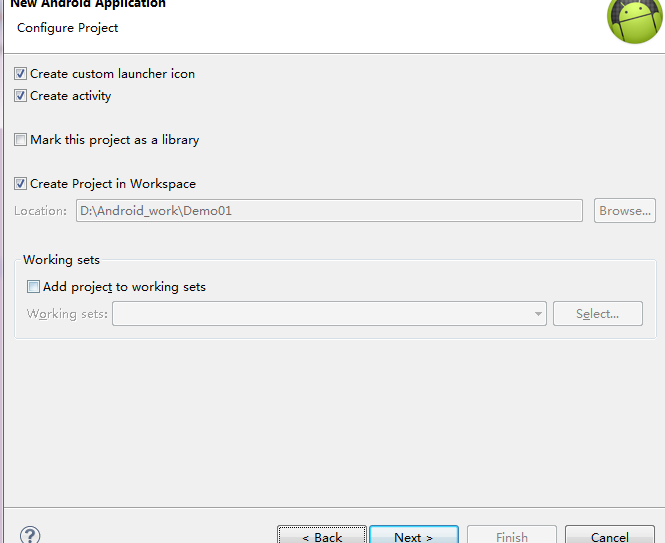 New Android Application
Configure Project
Create custom launcher icon
Create activity
Mark this project as a library
Create Project in Workspace
Location: D:\Android_work\Demo01 Browse...
Working sets
Add project to working sets
Working sets: Select...
? < Back Next > Finish Cancel